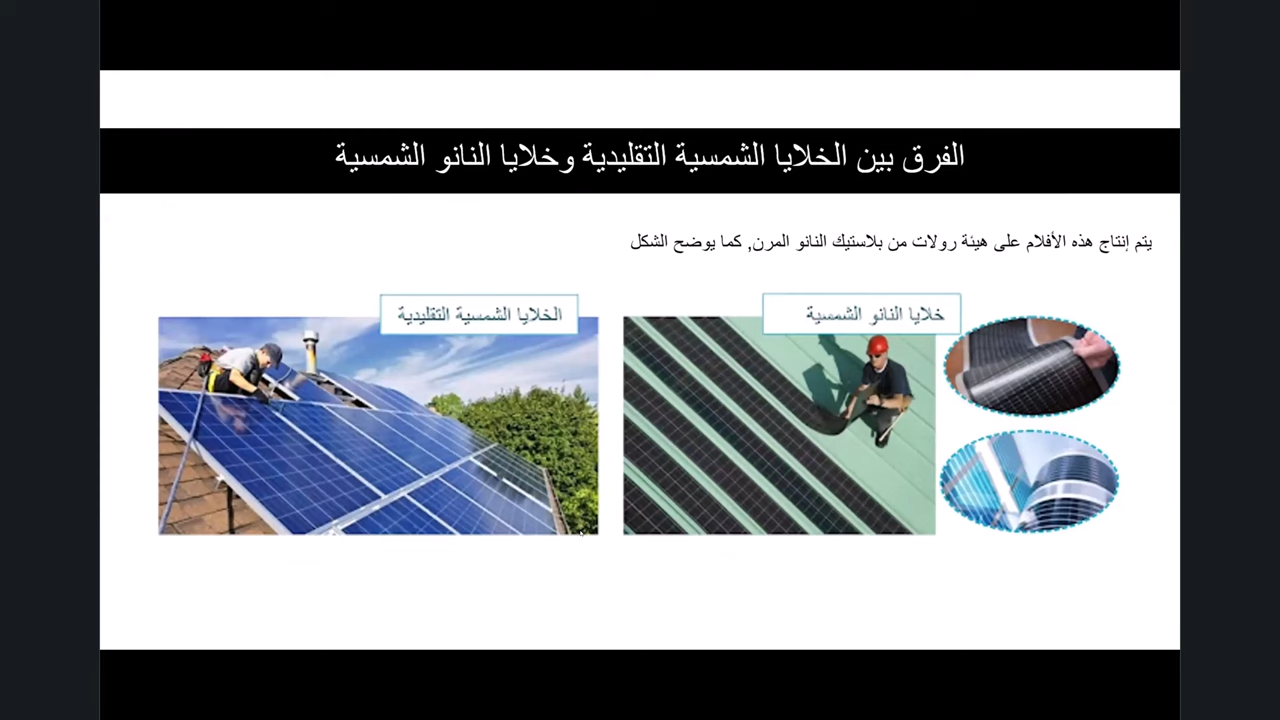 الفرق بين الخلايا الشمسية التقليدية وخلايا النانو الشمسية
يتم إنتاج هذه الأفلام على هيئة رولات من بلاستيك النانو المرن, كما يوضح الشكل
خلايا النانو الشمسية
الخلايا الشمسية التقليدية